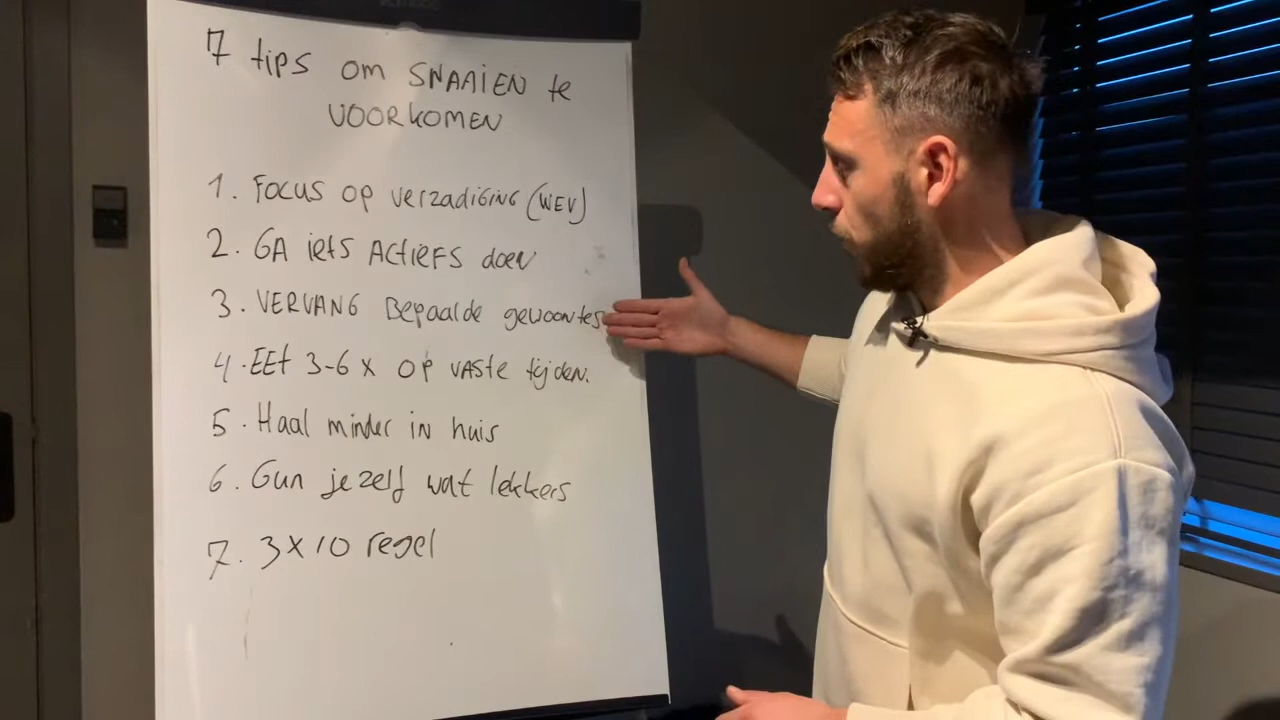 7 tips om SNAAIEN te
VOORKOMEN
1. Focus op verzadiging (WEV)
2. GA iets ACTIEFS doen
3. VERVANG Bepaalde gewoontes
4. EEt 3-6 x op vaste tijden.
5. Haal minder in huis
6. Gun jezelf wat lekkers
7. 3x10 regel